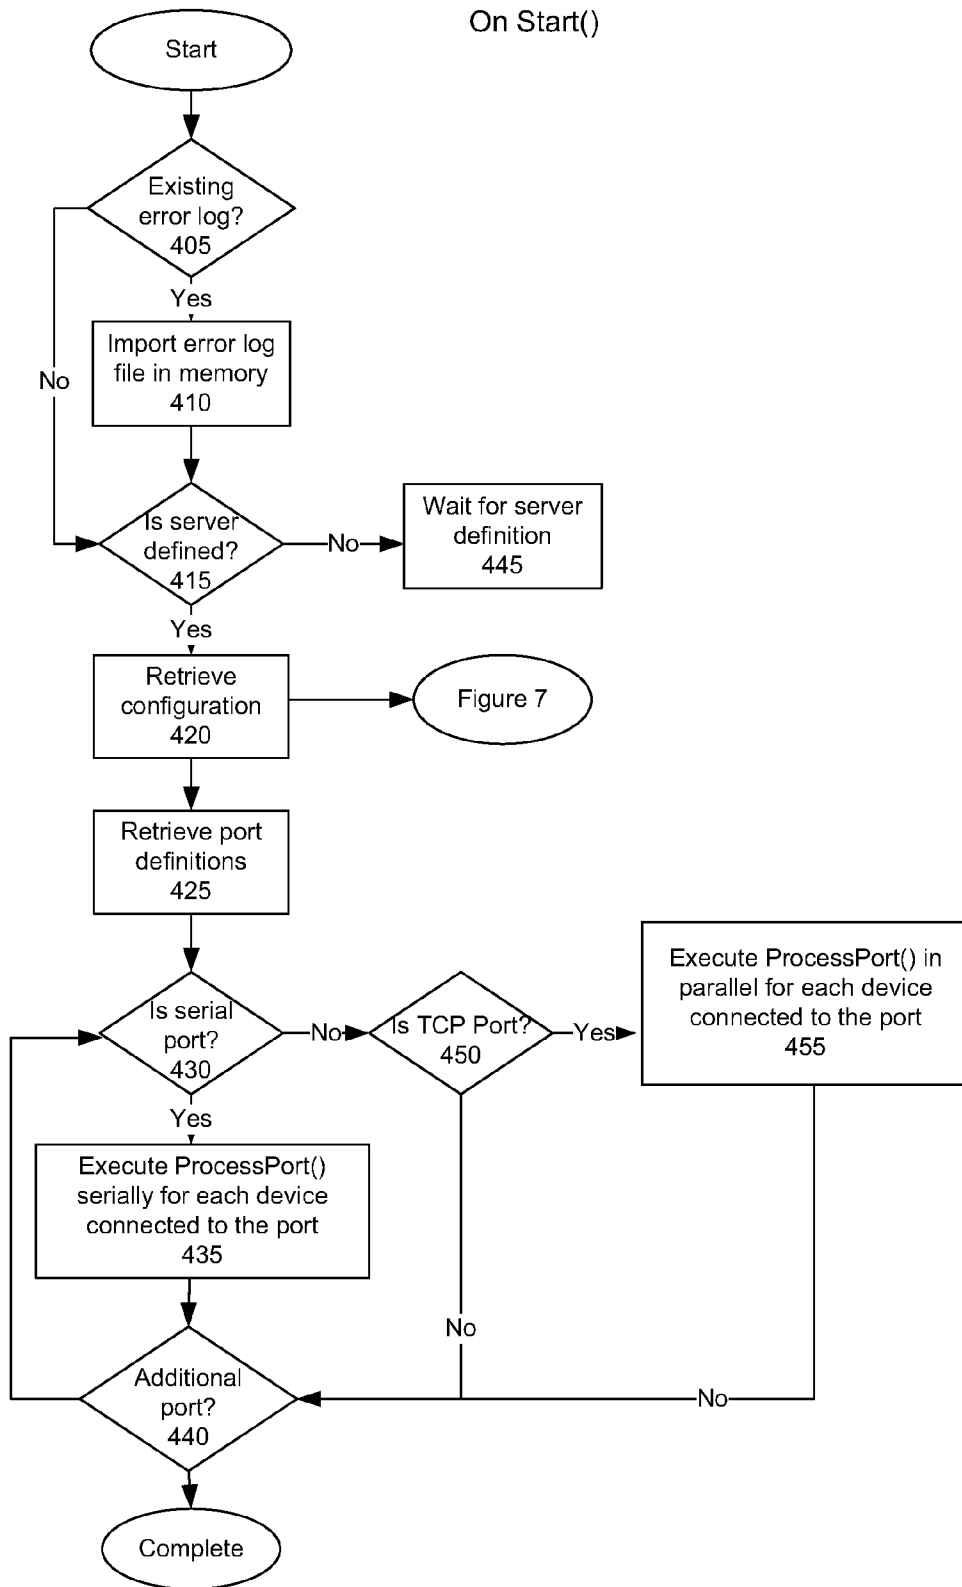 On Start()
Start
Existing
error log?
405
Yes
No
Import error log
file in memory
410
Is server
defined?
415
No
Wait for server
definition
445
Yes
Retrieve
configuration
420
Figure 7
Retrieve port
definitions
425
Is serial
port?
430
No
Is TCP Port?
450
Yes
Execute ProcessPort() in
parallel for each device
connected to the port
455
Yes
Execute ProcessPort()
serially for each device
connected to the port
435
No
Additional
port?
440
No
Complete